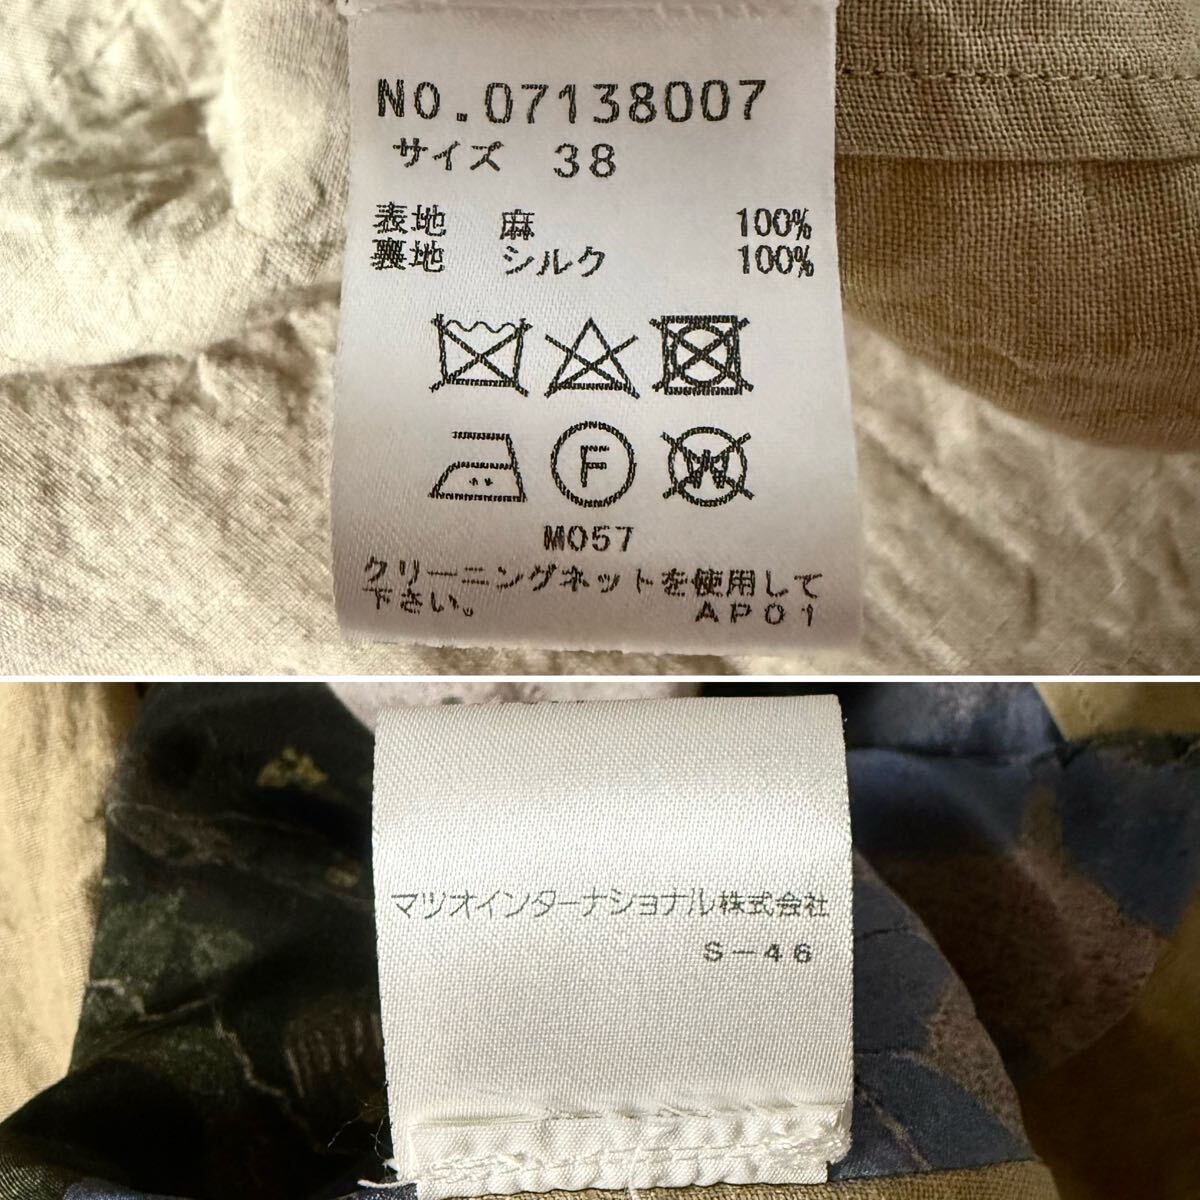 NO.07138007
サイズ 38
表地 麻 100%
裏地 シルク 100%
F W
M057
クリーニングネットを使用して
下さい。 AP01
マツオインターナショナル株式会社
S-46